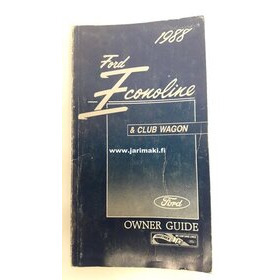 1988
Ford
Econoline
& CLUB WAGON
www.jarimaki.fi
Ford
OWNER GUIDE